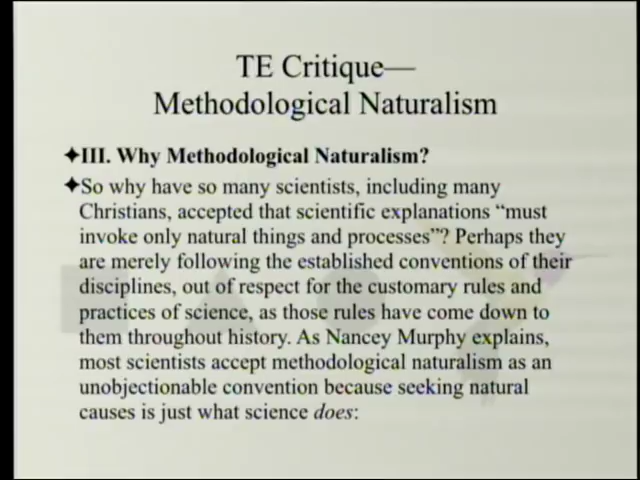 TE Critique—
Methodological Naturalism
✦III. Why Methodological Naturalism?
✦So why have so many scientists, including many
Christians, accepted that scientific explanations “must
invoke only natural things and processes”? Perhaps they
are merely following the established conventions of their
disciplines, out of respect for the customary rules and
practices of science, as those rules have come down to
them throughout history. As Nancey Murphy explains,
most scientists accept methodological naturalism as an
unobjectionable convention because seeking natural
causes is just what science does: